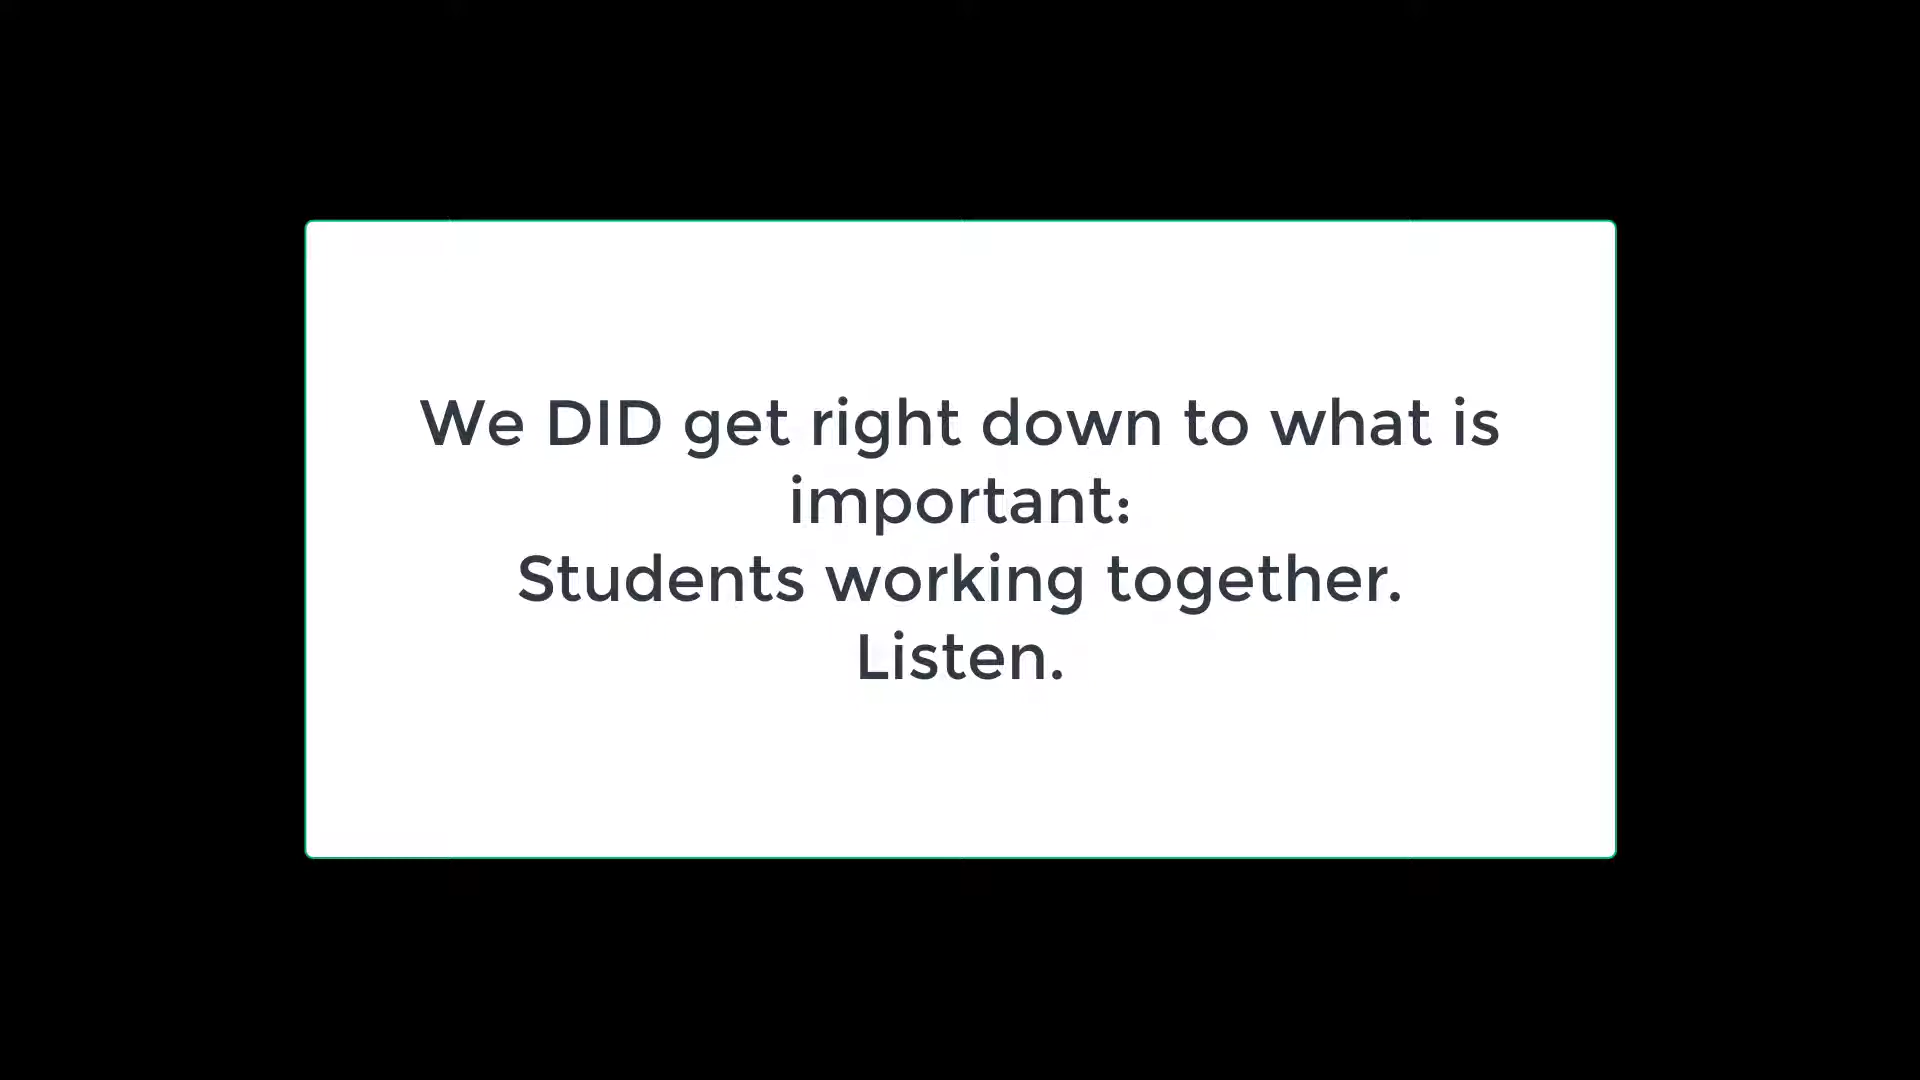 We DID get right down to what is
important:
Students working together.
Listen.